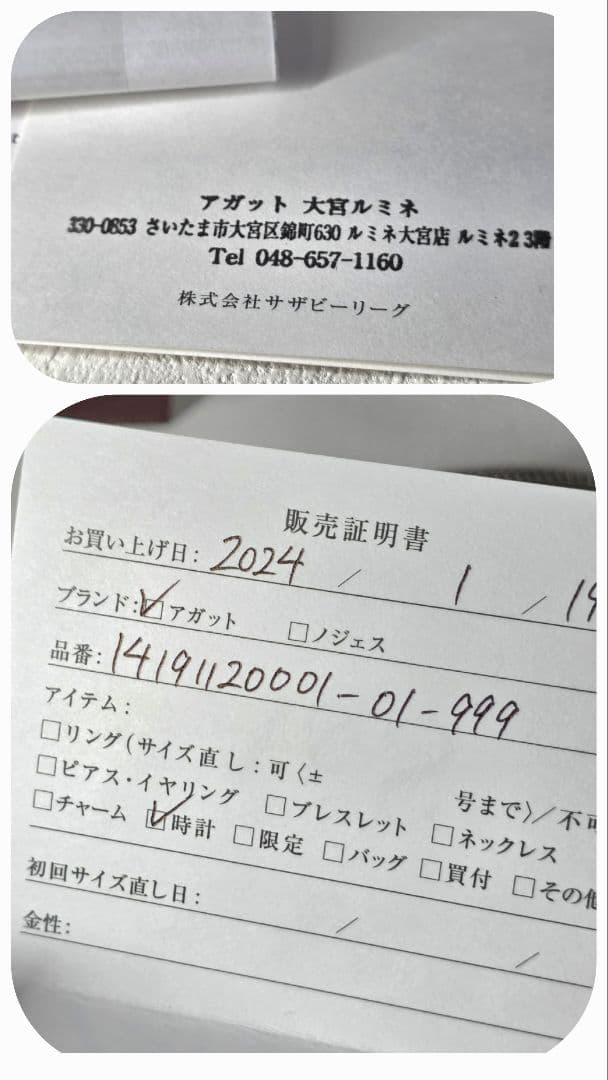 アガット 大宮ルミネ
330-0853 さいたま市大宮区錦町630 ルミネ大宮店 ルミネ2 3階
Tel 048-657-1160
株式会社サザビーリーグ
販売証明書
お買い上げ日: 2024 / 1 / 19
ブランド: ☑アガット □ノジェス
品番: 14191120001-01-999
アイテム:
□リング(サイズ直し:可〈± 号まで〉/不可
□ピアス・イヤリング □ブレスレット □ネックレス
□チャーム ☑時計 □限定 □バッグ □買付 □その他
初回サイズ直し日: / /
金性: